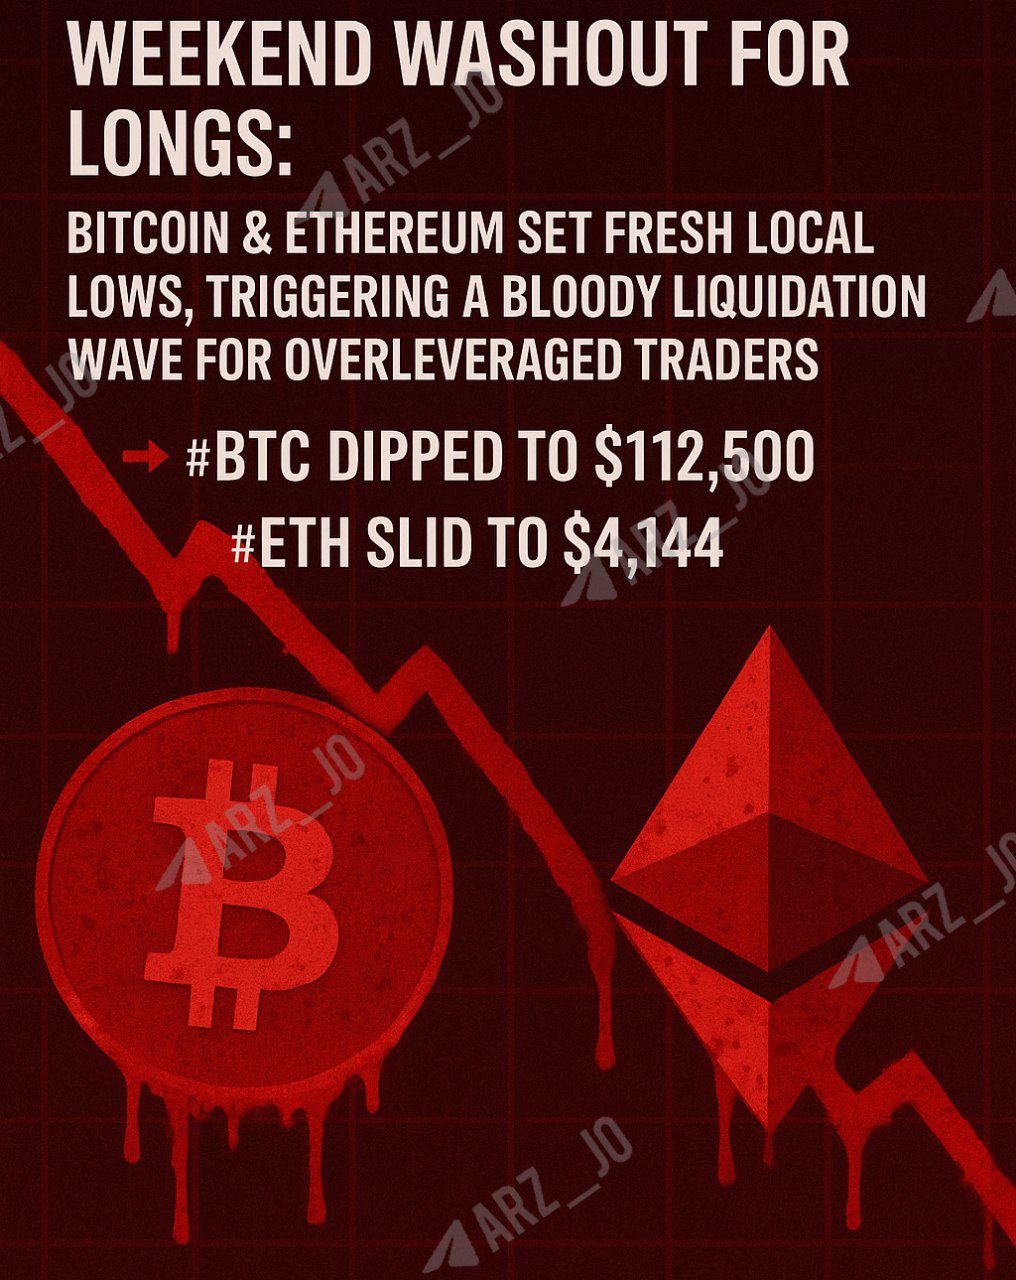 WEEKEND WASHOUT FOR
LONGS:
BITCOIN & ETHEREUM SET FRESH LOCAL
LOWS, TRIGGERING A BLOODY LIQUIDATION
WAVE FOR OVERLEVERAGED TRADERS
#BTC DIPPED TO $112,500
#ETH SLID TO $4,144
ARZ_JO
ARZ_JO
ARZ_JO
ARZ_JO
ARZ_JO